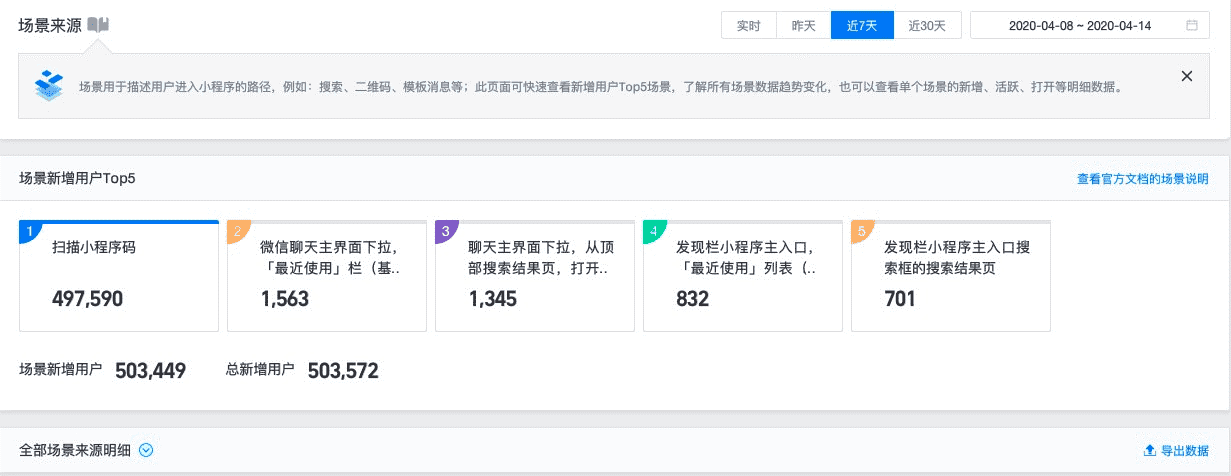 场景来源
实时 昨天 近7天 近30天 2020-04-08 ~ 2020-04-14
场景用于描述用户进入小程序的路径，例如：搜索、二维码、模板消息等；此页面可快速查看新增用户Top5场景，了解所有场景数据趋势变化，也可以查看单个场景的新增、活跃、打开等明细数据。
场景新增用户Top5
查看官方文档的场景说明
1
扫描小程序码
497,590
2
微信聊天主界面下拉，
「最近使用」栏（基..
1,563
3
聊天主界面下拉，从顶
部搜索结果页，打开..
1,345
4
发现栏小程序主入口，
「最近使用」列表（..
832
5
发现栏小程序主入口搜
索框的搜索结果页
701
场景新增用户 503,449 总新增用户 503,572
全部场景来源明细
导出数据